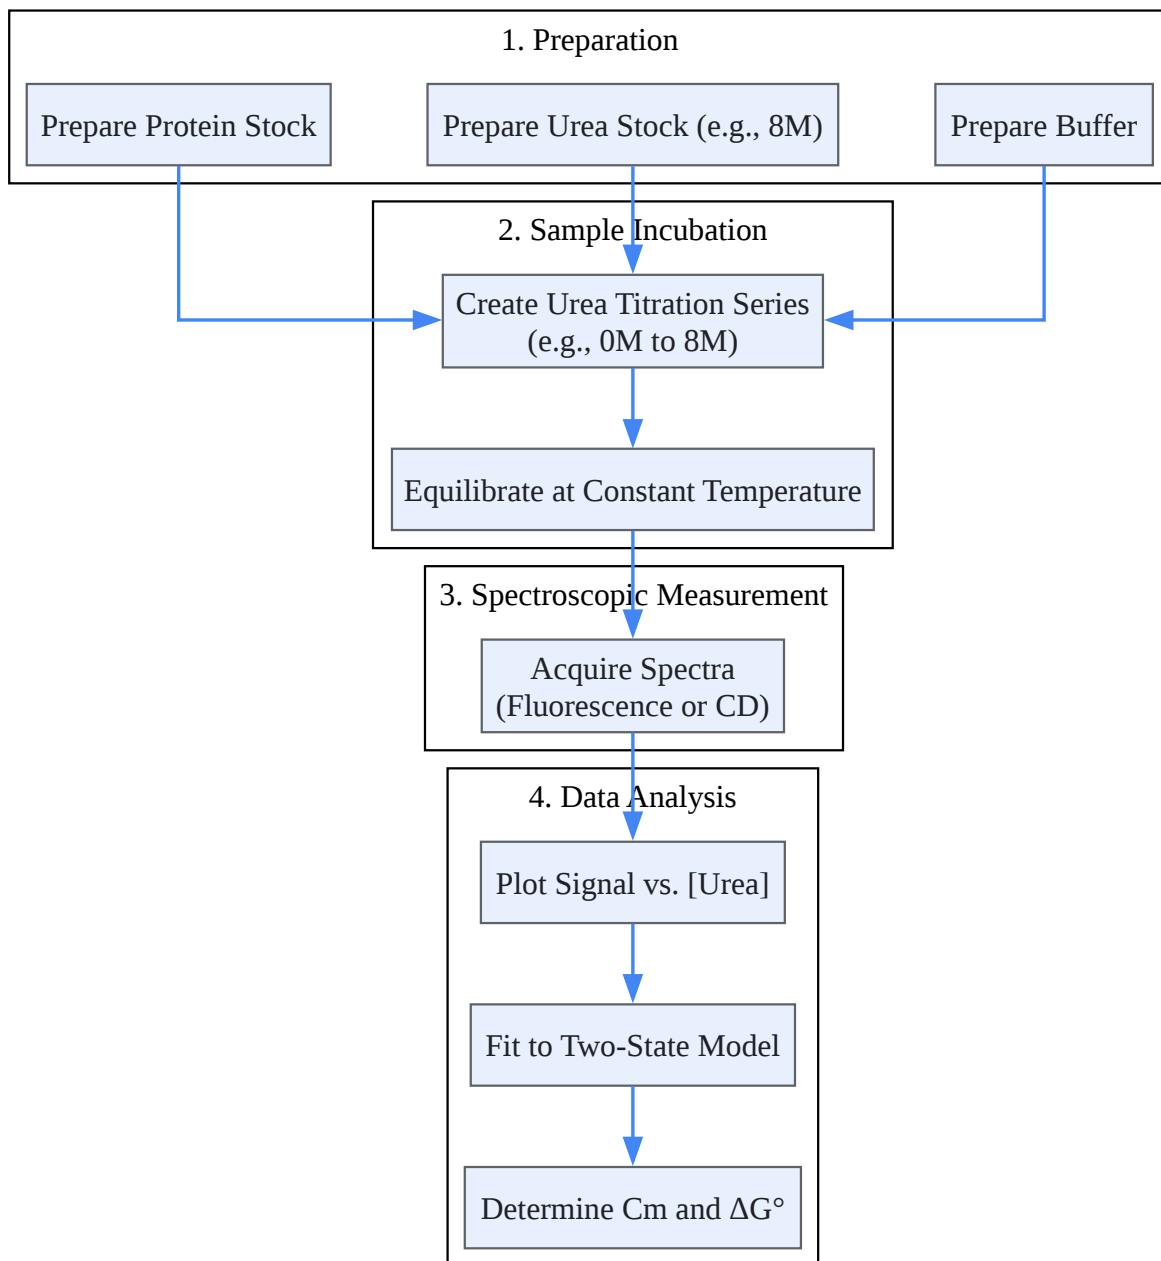 1. Preparation
Prepare Protein Stock
Prepare Urea Stock (e.g., 8M)
Prepare Buffer
2. Sample Incubation
Create Urea Titration Series
(e.g., 0M to 8M)
Equilibrate at Constant Temperature
3. Spectroscopic Measurement
Acquire Spectra
(Fluorescence or CD)
4. Data Analysis
Plot Signal vs. [Urea]
Fit to Two-State Model
Determine Cm and ΔG°